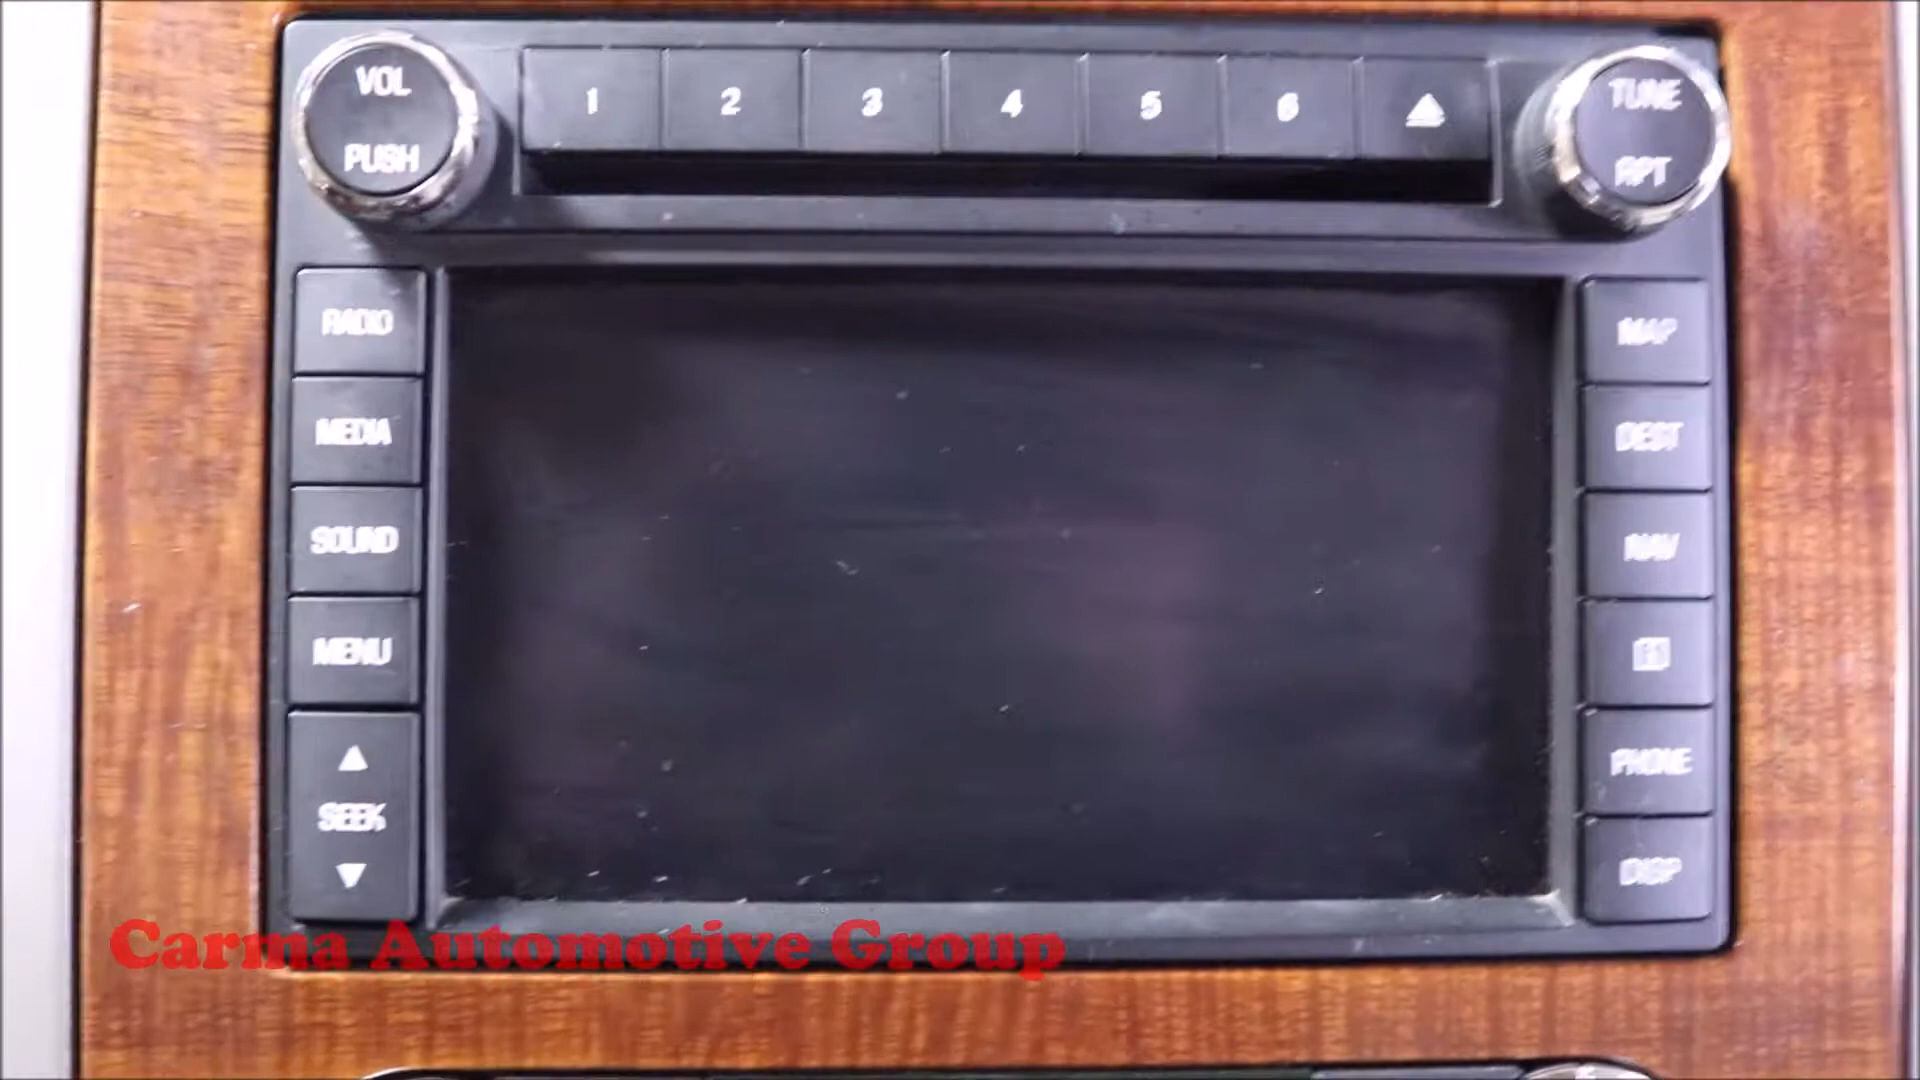 VOL
PUSH
1 2 3 4 5 6
TUNE
RPT
RADIO
MEDIA
SOUND
MENU
SEEK
MAP
DEST
NAV
PHONE
DISP
Carma Automotive Group